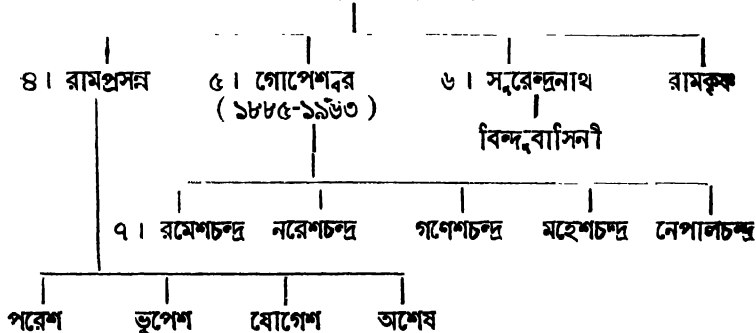 ৪। রামপ্রসন্ন ৫। গোপেশ্বর ৬। সুরেন্দ্রনাথ রামকৃষ্ণ
(১৮৮৫-১৯৬৩)
বিন্দুবাসিনী
৭। রমেশচন্দ্র নরেশচন্দ্র গণেশচন্দ্র মহেশচন্দ্র নেপালচন্দ্র
পরেশ ভূপেশ যোগেশ অশেষ